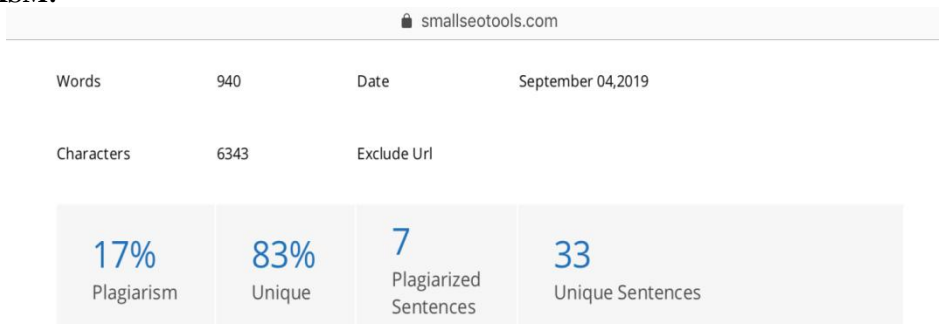 smallseotools.com
Words 940 Date September 04,2019
Characters 6343 Exclude Url
17% 83% 7 33
Plagiarism Unique Plagiarized Sentences Unique Sentences